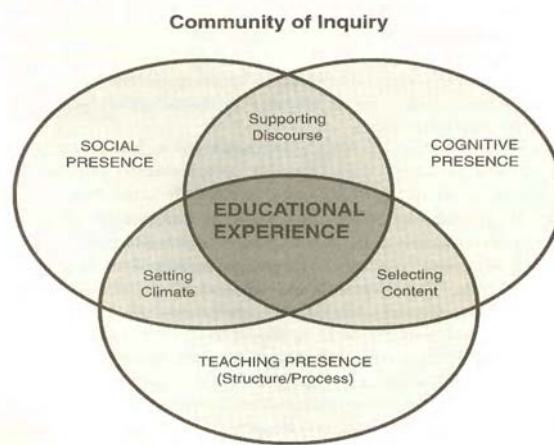 Community of Inquiry
Supporting
Discourse
SOCIAL
PRESENCE
COGNITIVE
PRESENCE
EDUCATIONAL
EXPERIENCE
Setting
Climate
Selecting
Content
TEACHING PRESENCE
(Structure/Process)